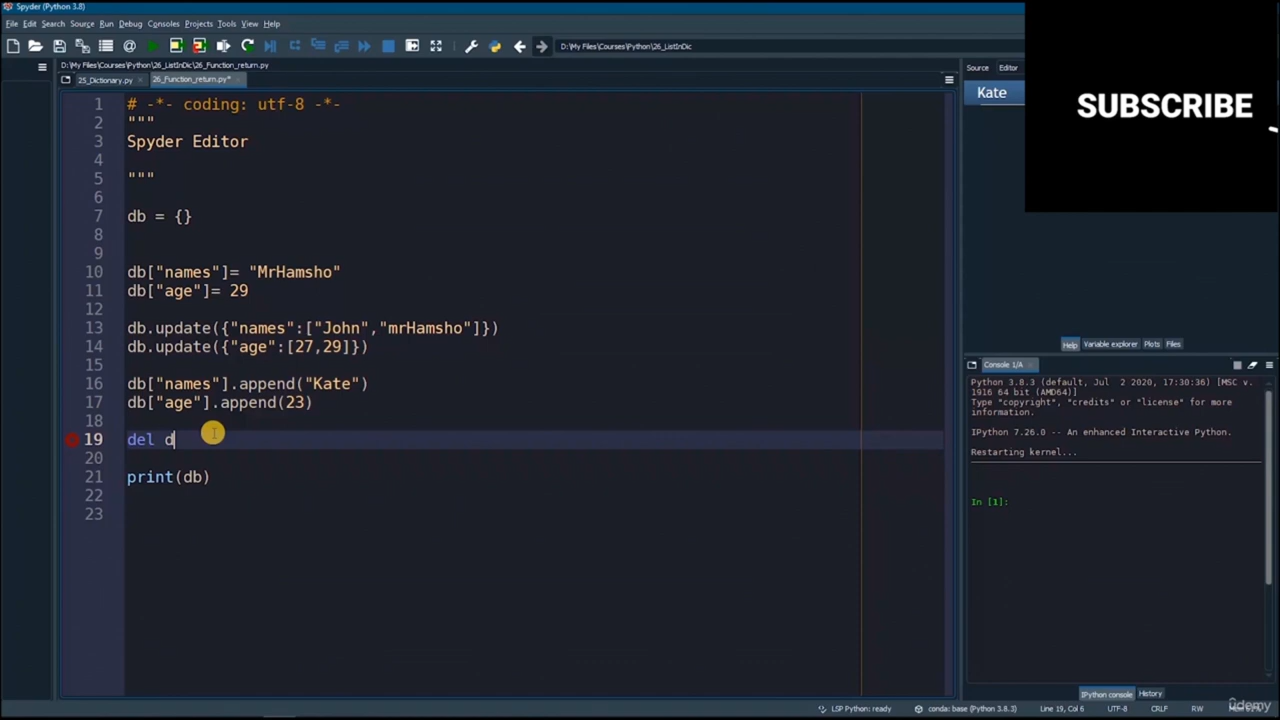 Spyder (Python 3.8)
File Edit Search Source Run Debug Consoles Projects Tools View Help
D:\My Files\Courses\Python\26_ListInDic
D:\My Files\Courses\Python\26_ListInDic\26_Function_return.py
25_Dictionary.py
26_Function_return.py*
1 # -*- coding: utf-8 -*-
2 """
3 Spyder Editor
4
5 """
6
7 db = {}
8
9
10 db["names"]= "MrHamsho"
11 db["age"]= 29
12
13 db.update({"names":["John","mrHamsho"]})
14 db.update({"age":[27,29]})
15
16 db["names"].append("Kate")
17 db["age"].append(23)
18
19 del d
20
21 print(db)
22
23
Source Editor
Kate
SUBSCRIBE
Help Variable explorer Plots Files
Console 1/A
Python 3.8.3 (default, Jul 2 2020, 17:30:36) [MSC v.
1916 64 bit (AMD64)]
Type "copyright", "credits" or "license" for more
information.
IPython 7.26.0 -- An enhanced Interactive Python.
Restarting kernel...
In [1]:
IPython console History
LSP Python: ready conda: base (Python 3.8.3) Line 19, Col 6 UTF-8 CRLF RW
ûdemy